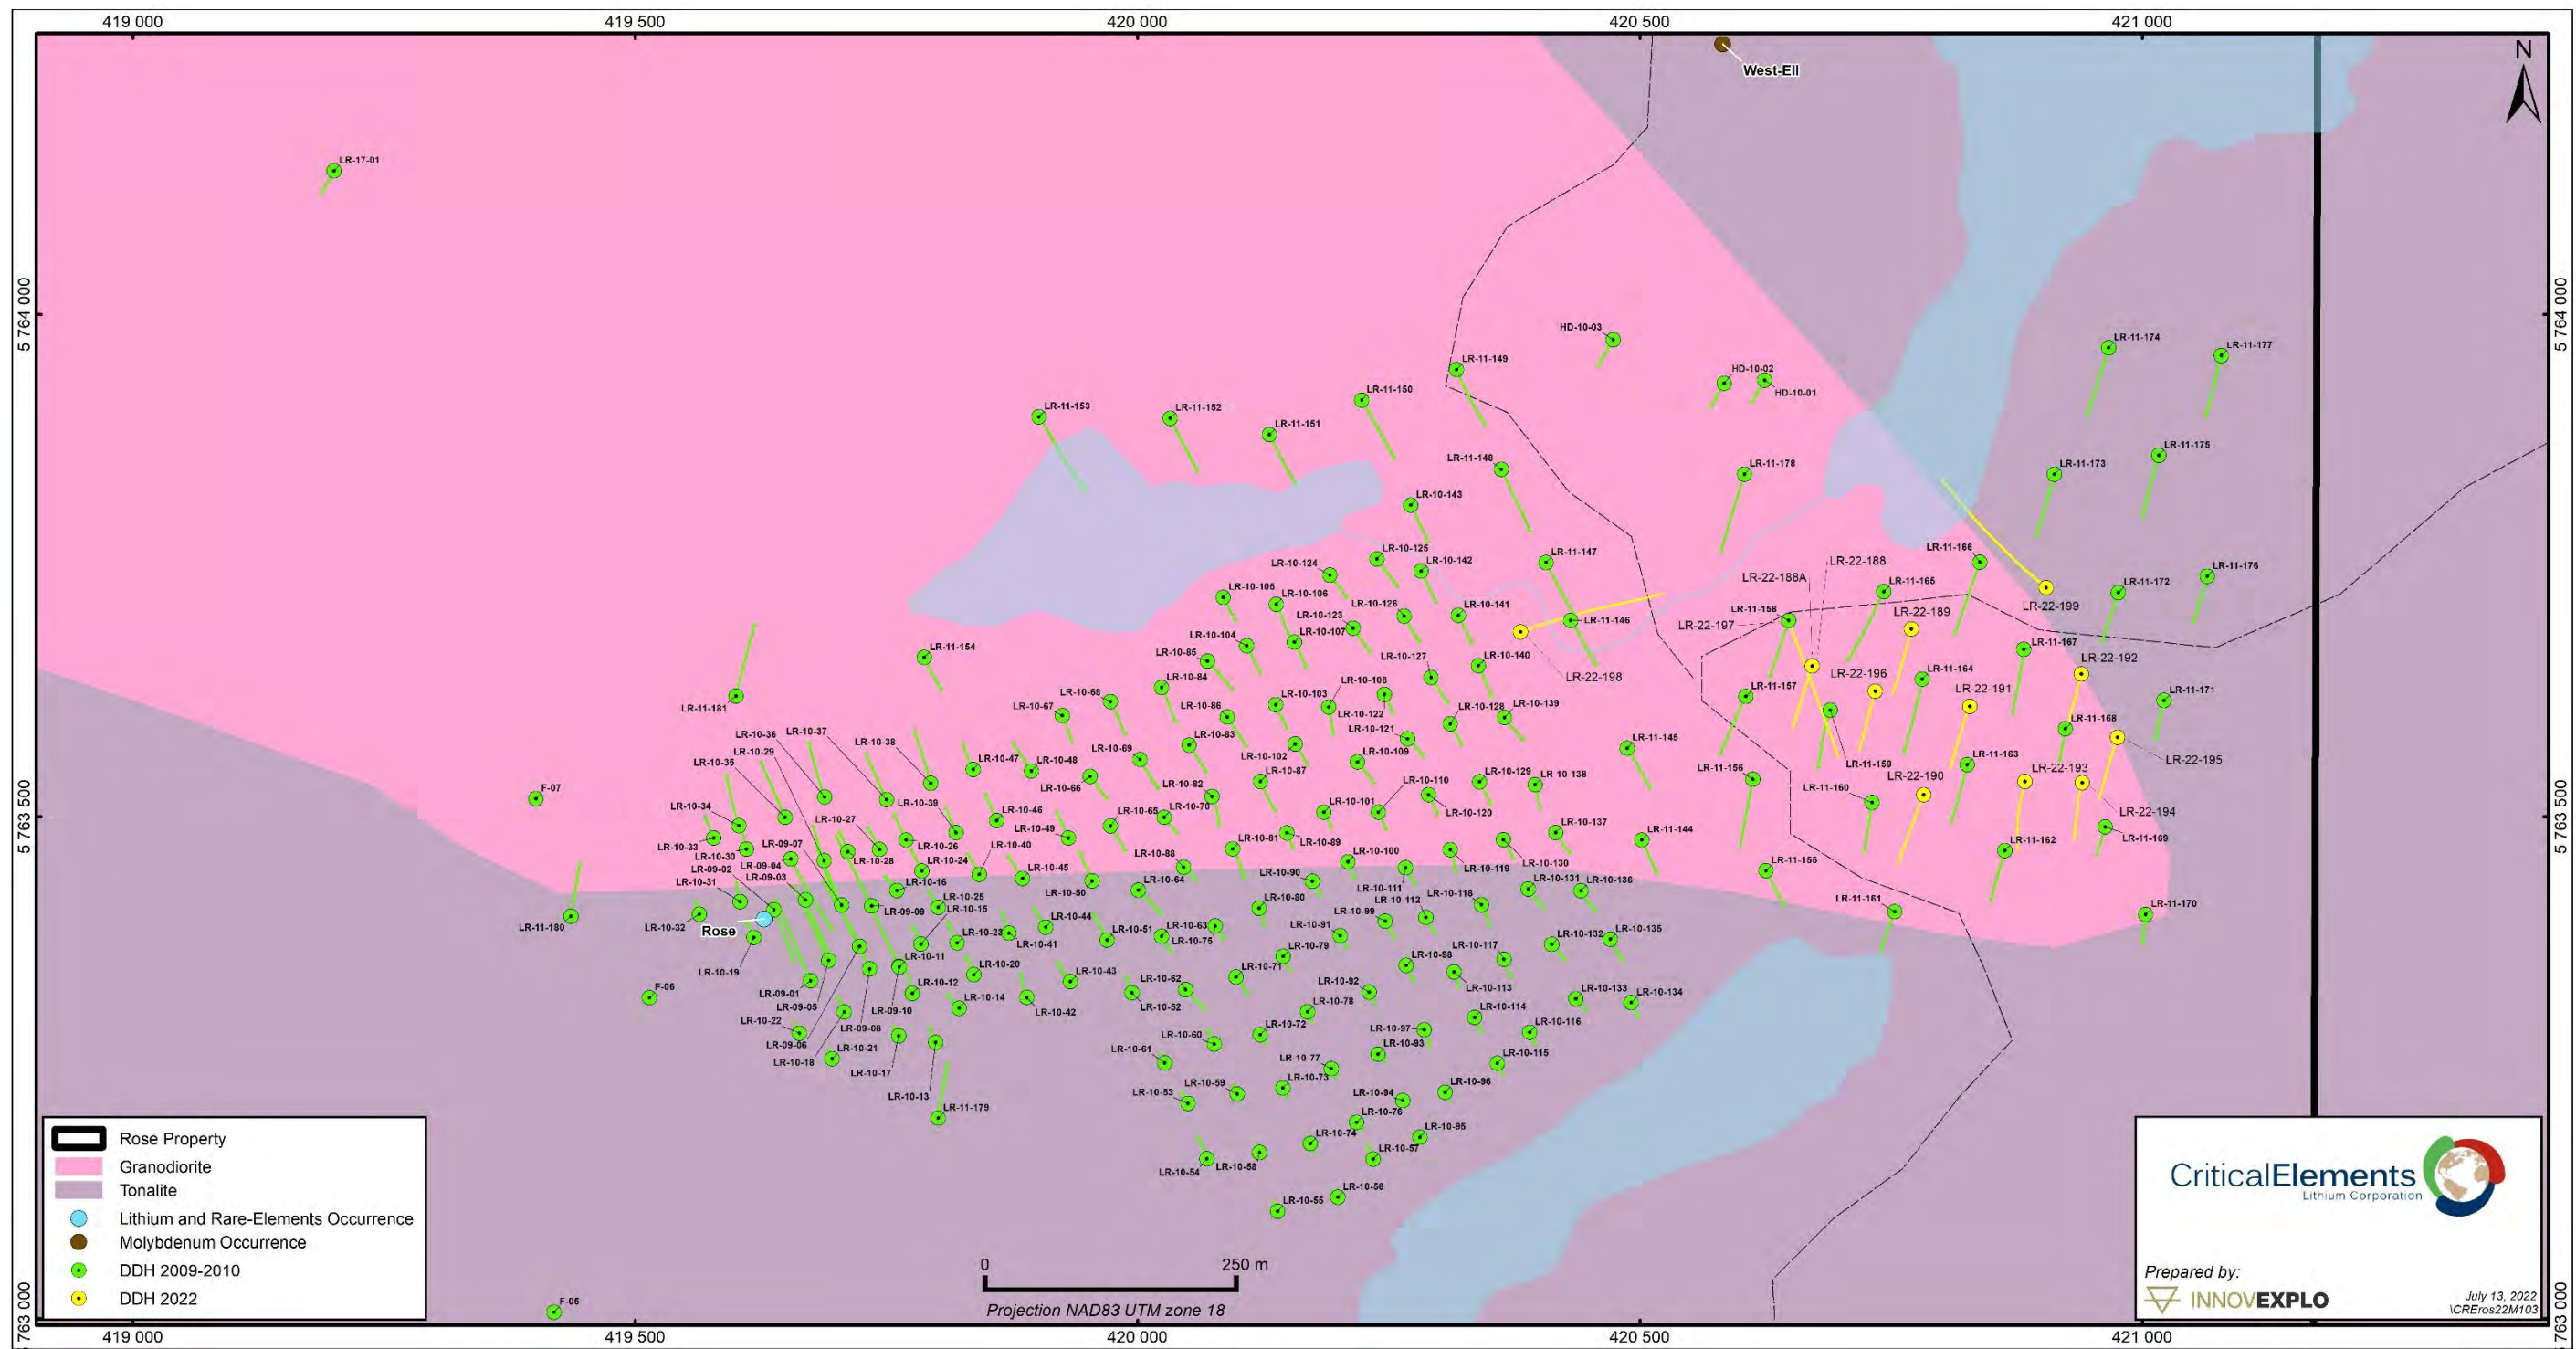 419 000
419 500
420 000
420 500
421 000
N
West-Ell
LR-17-01
5 764 000
5 764 000
HD-10-03
LR-11-174
LR-11-177
LR-11-149
HD-10-02
HD-10-01
LR-11-150
LR-11-153
LR-11-152
LR-11-151
LR-11-175
LR-11-148
LR-11-178
LR-11-173
LR-10-143
LR-10-125
LR-10-142
LR-11-147
LR-11-166
LR-10-124
LR-22-188
LR-22-188A
LR-11-176
LR-11-172
LR-10-105
LR-10-106
LR-11-165
LR-22-199
LR-10-126
LR-10-141
LR-11-158
LR-22-189
LR-10-123
LR-11-146
LR-22-197
LR-10-107
LR-10-104
LR-11-154
LR-10-85
LR-10-127
LR-10-140
LR-11-167
LR-22-192
LR-22-198
LR-22-196
LR-11-164
LR-10-84
LR-10-108
LR-11-157
LR-22-191
LR-11-171
LR-10-68
LR-10-103
LR-11-181
LR-10-67
LR-10-86
LR-10-122
LR-10-128
LR-10-139
LR-11-168
LR-10-36
LR-10-37
LR-10-38
LR-10-83
LR-10-121
LR-11-145
LR-10-29
LR-10-69
LR-10-102
LR-10-109
LR-22-195
LR-10-35
LR-10-47
LR-10-48
LR-11-156
LR-11-159
LR-11-163
LR-10-87
LR-10-129
LR-10-138
LR-22-190
LR-22-193
F-07
LR-10-66
LR-10-82
LR-10-110
LR-11-160
LR-10-34
LR-10-39
LR-10-46
LR-10-65
LR-10-70
LR-10-101
LR-10-120
LR-22-194
5 763 500
5 763 500
LR-10-27
LR-10-49
LR-10-137
LR-11-144
LR-11-169
LR-10-33
LR-09-07
LR-10-26
LR-10-40
LR-10-81
LR-10-89
LR-10-30
LR-10-28
LR-10-88
LR-10-100
LR-10-130
LR-11-162
LR-09-04
LR-10-24
LR-10-45
LR-10-119
LR-11-155
LR-09-02
LR-09-03
LR-10-90
LR-10-31
LR-10-16
LR-10-50
LR-10-64
LR-10-111
LR-10-131
LR-10-136
LR-10-25
LR-10-118
LR-10-80
LR-10-112
LR-11-161
LR-11-170
LR-09-09
LR-10-15
LR-10-99
LR-11-180
LR-10-32
Rose
LR-10-44
LR-10-63
LR-10-91
LR-10-23
LR-10-41
LR-10-51
LR-10-75
LR-10-132
LR-10-135
LR-10-79
LR-10-117
LR-10-11
LR-10-98
LR-10-19
LR-10-20
LR-10-43
LR-10-71
LR-10-62
LR-10-92
LR-10-113
LR-10-12
F-06
LR-09-01
LR-10-14
LR-10-133
LR-10-134
LR-09-05
LR-09-10
LR-10-42
LR-10-52
LR-10-78
LR-10-114
LR-10-22
LR-09-08
LR-10-72
LR-10-116
LR-10-97
LR-10-60
LR-09-06
LR-10-21
LR-10-93
LR-10-61
LR-10-77
LR-10-115
LR-10-18
LR-10-17
LR-10-59
LR-10-73
LR-10-96
LR-10-13
LR-10-53
LR-10-94
LR-11-179
LR-10-76
LR-10-95
LR-10-74
LR-10-57
LR-10-54
LR-10-58
LR-10-56
LR-10-55
F-05
Rose Property
Granodiorite
Tonalite
Lithium and Rare-Elements Occurrence
Molybdenum Occurrence
DDH 2009-2010
DDH 2022
0
250 m
Projection NAD83 UTM zone 18
CriticalElements
Lithium Corporation
Prepared by:
INNOVEXPLO
July 13, 2022
\CREros22M103
763 000
763 000
419 000
419 500
420 000
420 500
421 000